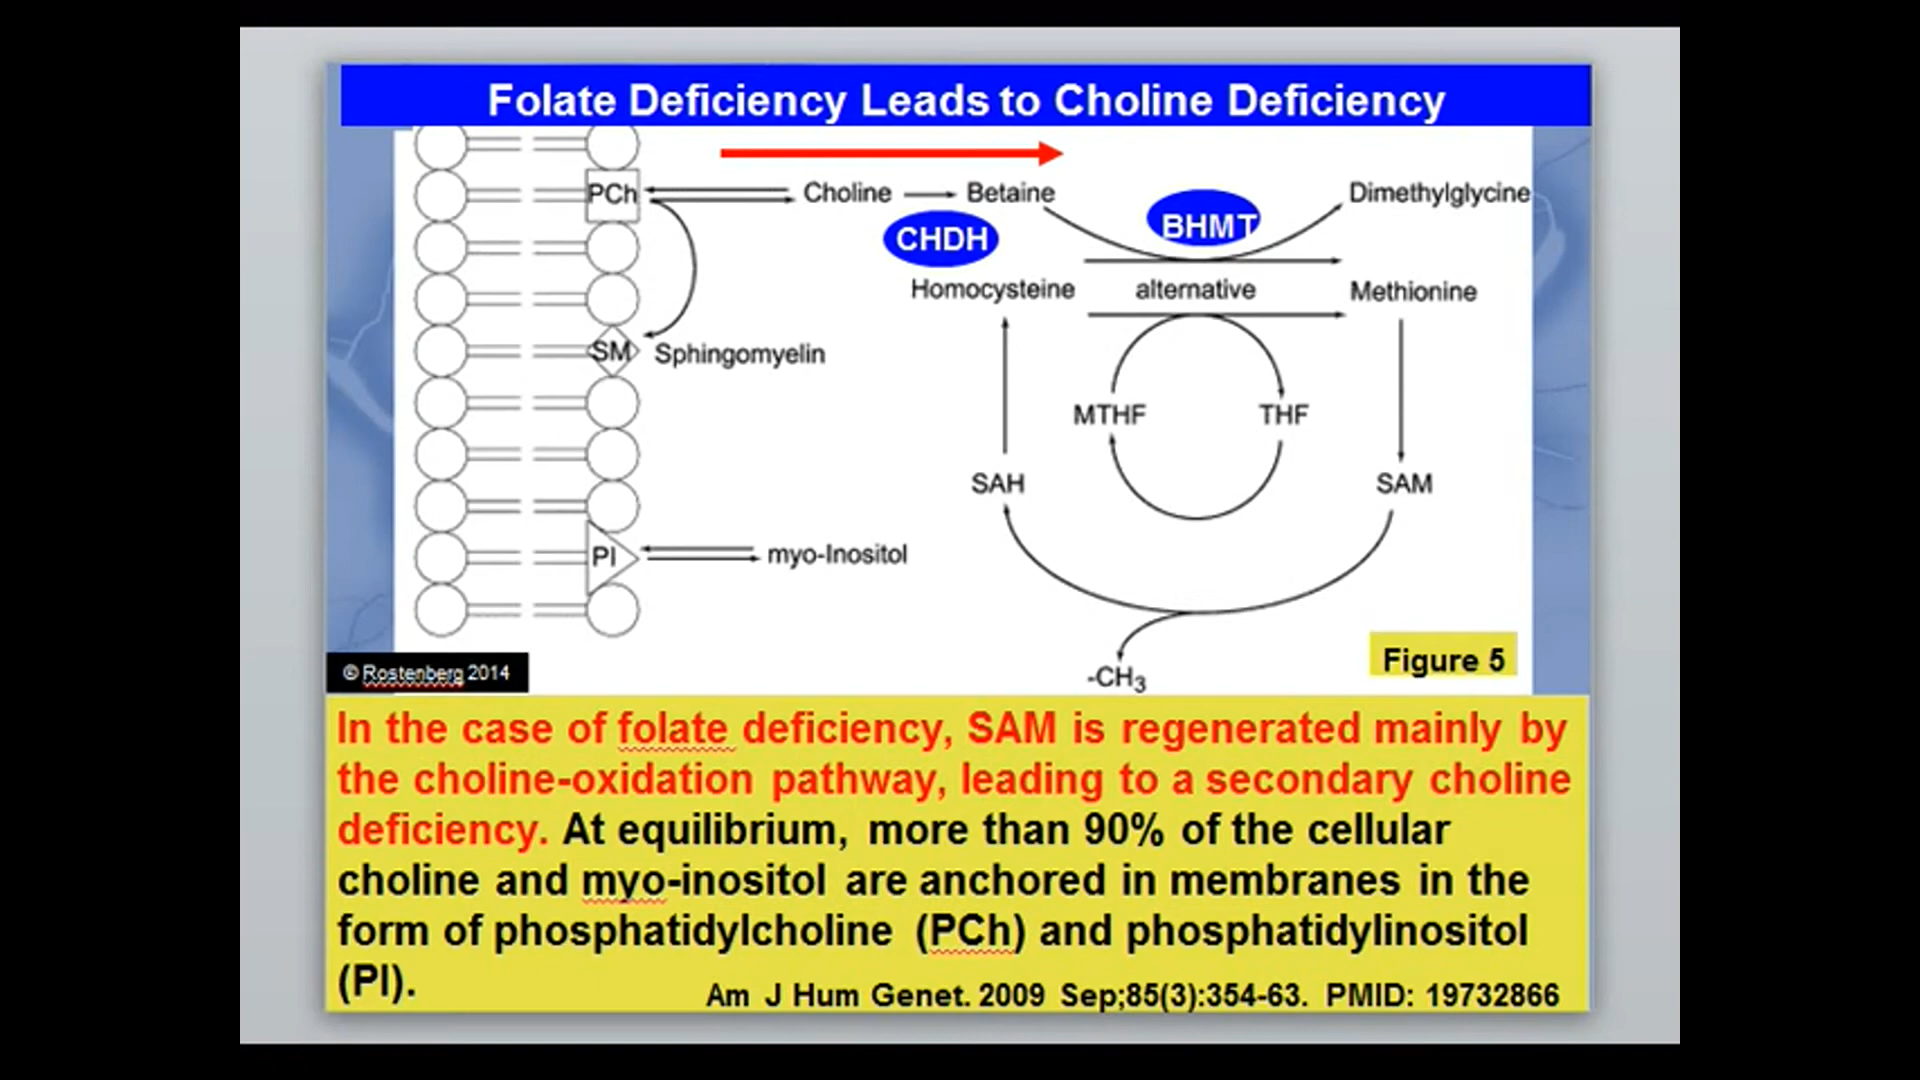 Folate Deficiency Leads to Choline Deficiency
PCh
Choline
Betaine
BHMT
Dimethylglycine
CHDH
Homocysteine
alternative
Methionine
SM
Sphingomyelin
MTHF
THF
SAH
SAM
PI
myo-Inositol
-CH3
Figure 5
© Rostenberg 2014
In the case of folate deficiency, SAM is regenerated mainly by
the choline-oxidation pathway, leading to a secondary choline
deficiency. At equilibrium, more than 90% of the cellular
choline and myo-inositol are anchored in membranes in the
form of phosphatidylcholine (PCh) and phosphatidylinositol
(PI).
Am J Hum Genet. 2009 Sep;85(3):354-63. PMID: 19732866